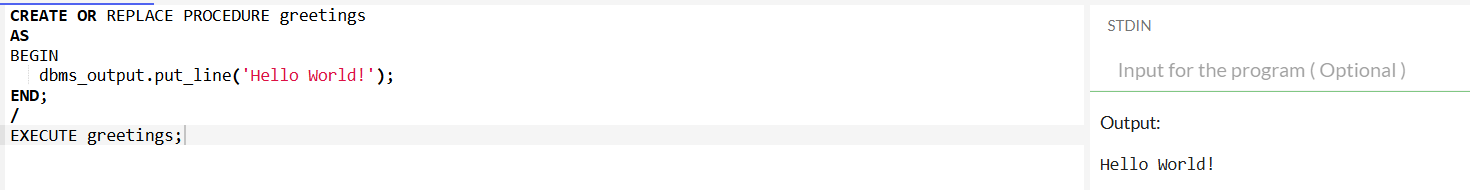 CREATE OR REPLACE PROCEDURE greetings
AS
BEGIN
dbms_output.put_line('Hello World!');
END;
/
EXECUTE greetings;
STDIN
Input for the program ( Optional )
Output:
Hello World!